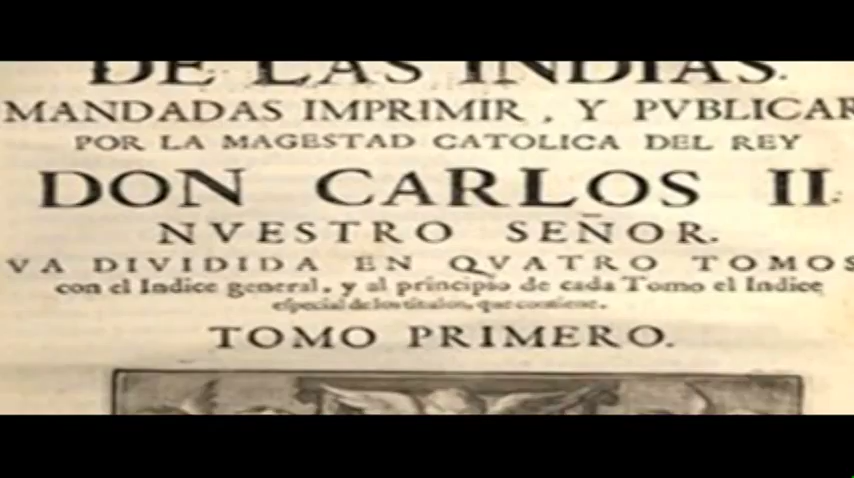 DE LAS INDIAS.
MANDADAS IMPRIMIR, Y PVBLICAR
POR LA MAGESTAD CATOLICA DEL REY
DON CARLOS II.
NVESTRO SEÑOR.
VA DIVIDIDA EN QVATRO TOMOS
con el Indice general, y al principio de cada Tomo el Indice
especial de los titulos, que contiene.
TOMO PRIMERO.